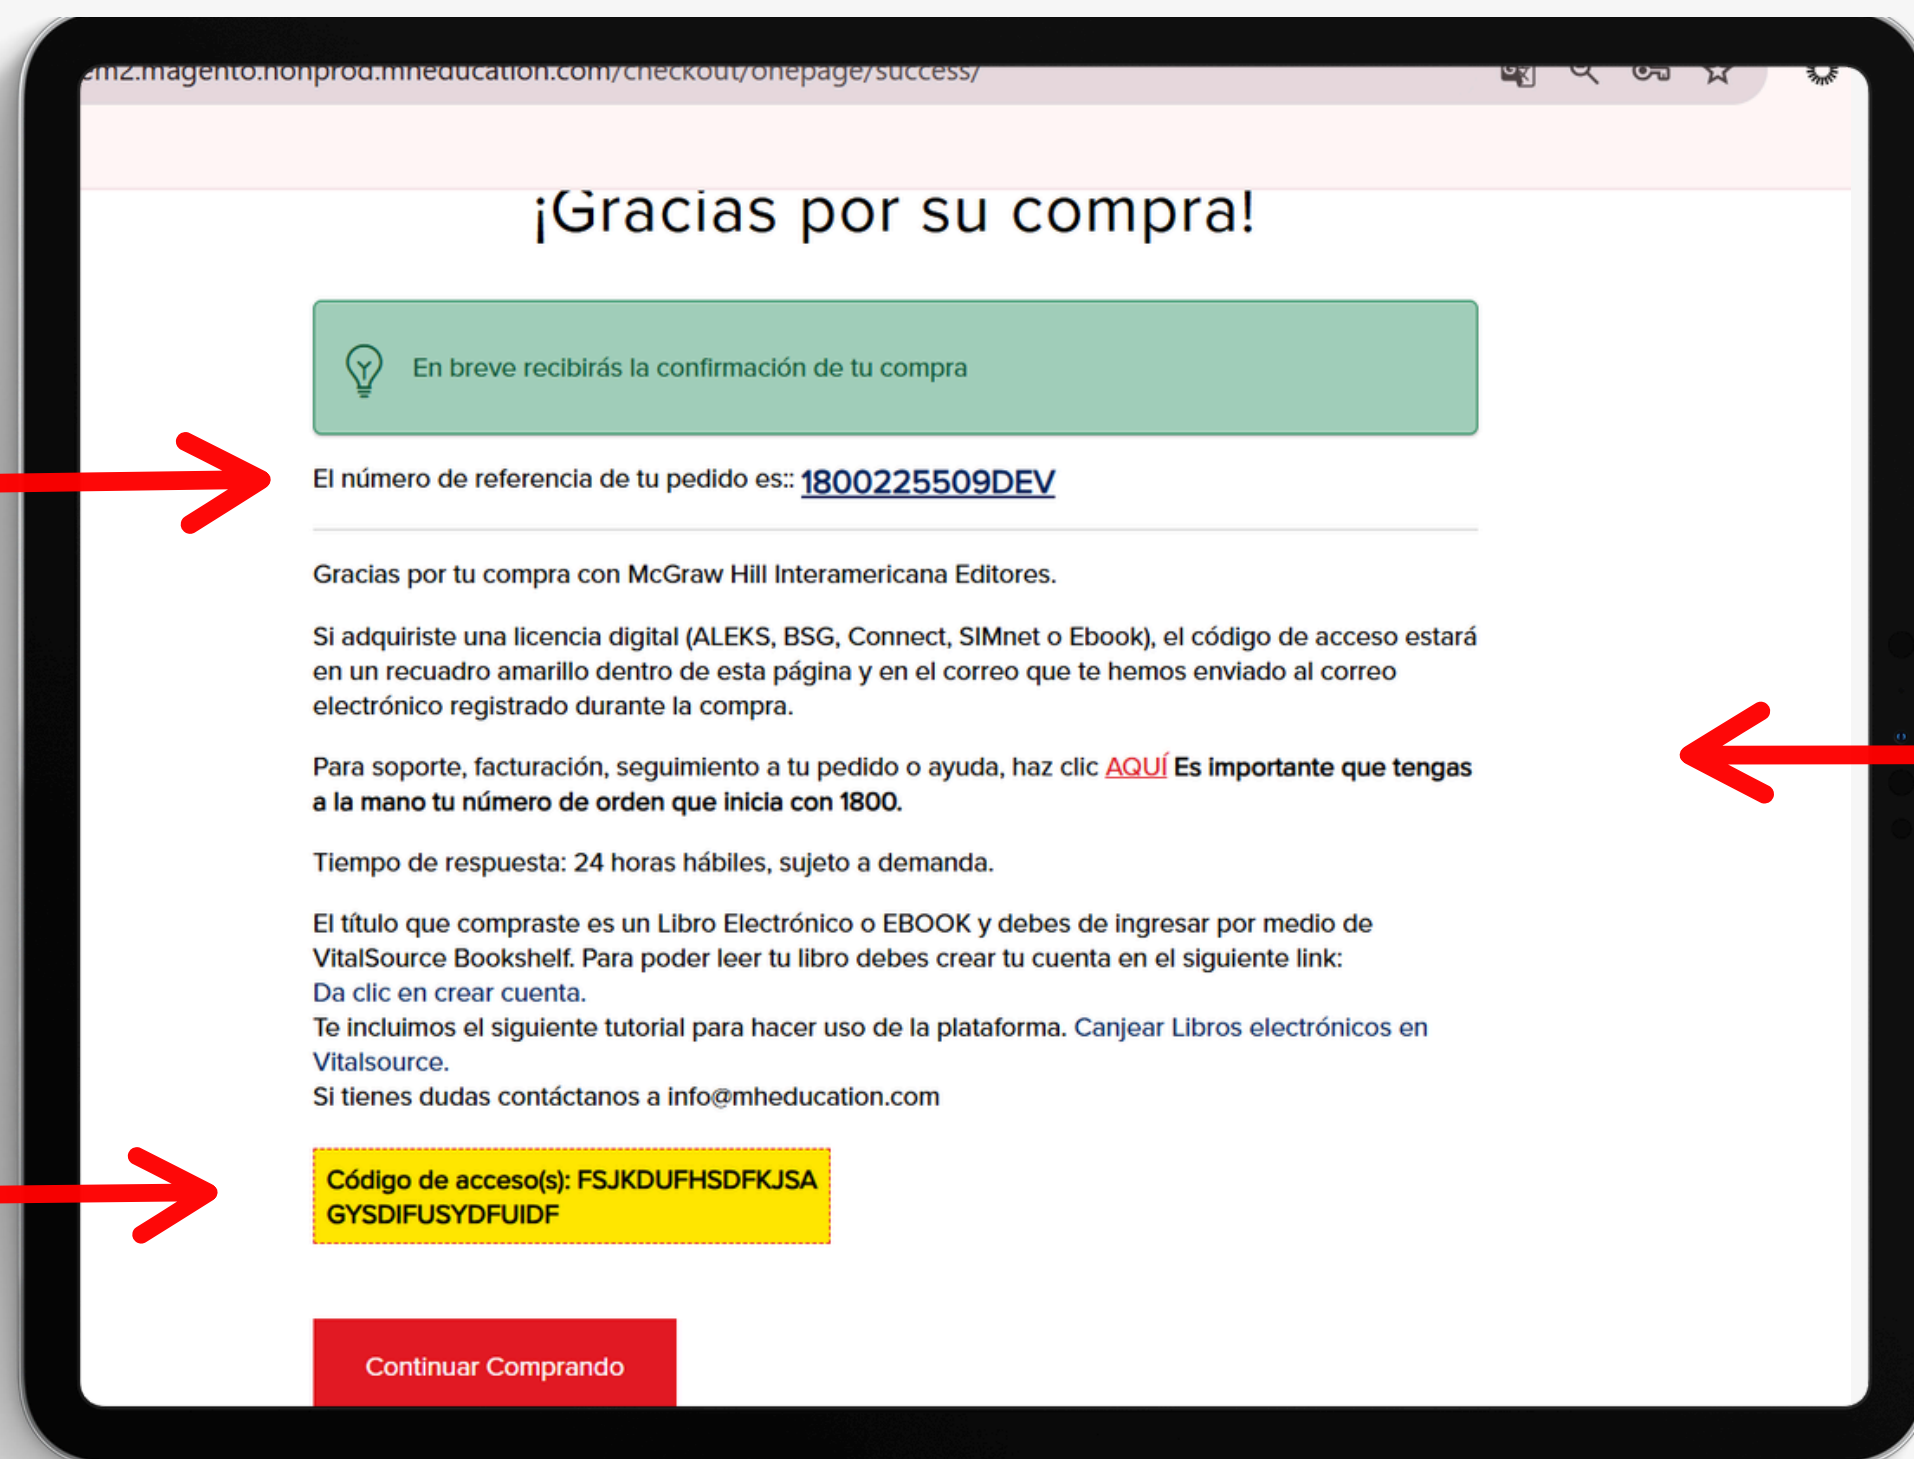 em2.magento.nonprod.mheducation.com/checkout/onepage/success/
¡Gracias por su compra!
En breve recibirás la confirmación de tu compra
El número de referencia de tu pedido es:: 1800225509DEV
Gracias por tu compra con McGraw Hill Interamericana Editores.
Si adquiriste una licencia digital (ALEKS, BSG, Connect, SIMnet o Ebook), el código de acceso estará
en un recuadro amarillo dentro de esta página y en el correo que te hemos enviado al correo
electrónico registrado durante la compra.
Para soporte, facturación, seguimiento a tu pedido o ayuda, haz clic AQUÍ Es importante que tengas
a la mano tu número de orden que inicia con 1800.
Tiempo de respuesta: 24 horas hábiles, sujeto a demanda.
El título que compraste es un Libro Electrónico o EBOOK y debes de ingresar por medio de
VitalSource Bookshelf. Para poder leer tu libro debes crear tu cuenta en el siguiente link:
Da clic en crear cuenta.
Te incluimos el siguiente tutorial para hacer uso de la plataforma. Canjear Libros electrónicos en
Vitalsource.
Si tienes dudas contáctanos a info@mheducation.com
Código de acceso(s): FSJKDUFHSDFKJSA
GYSDIFUSYDFUIDF
Continuar Comprando